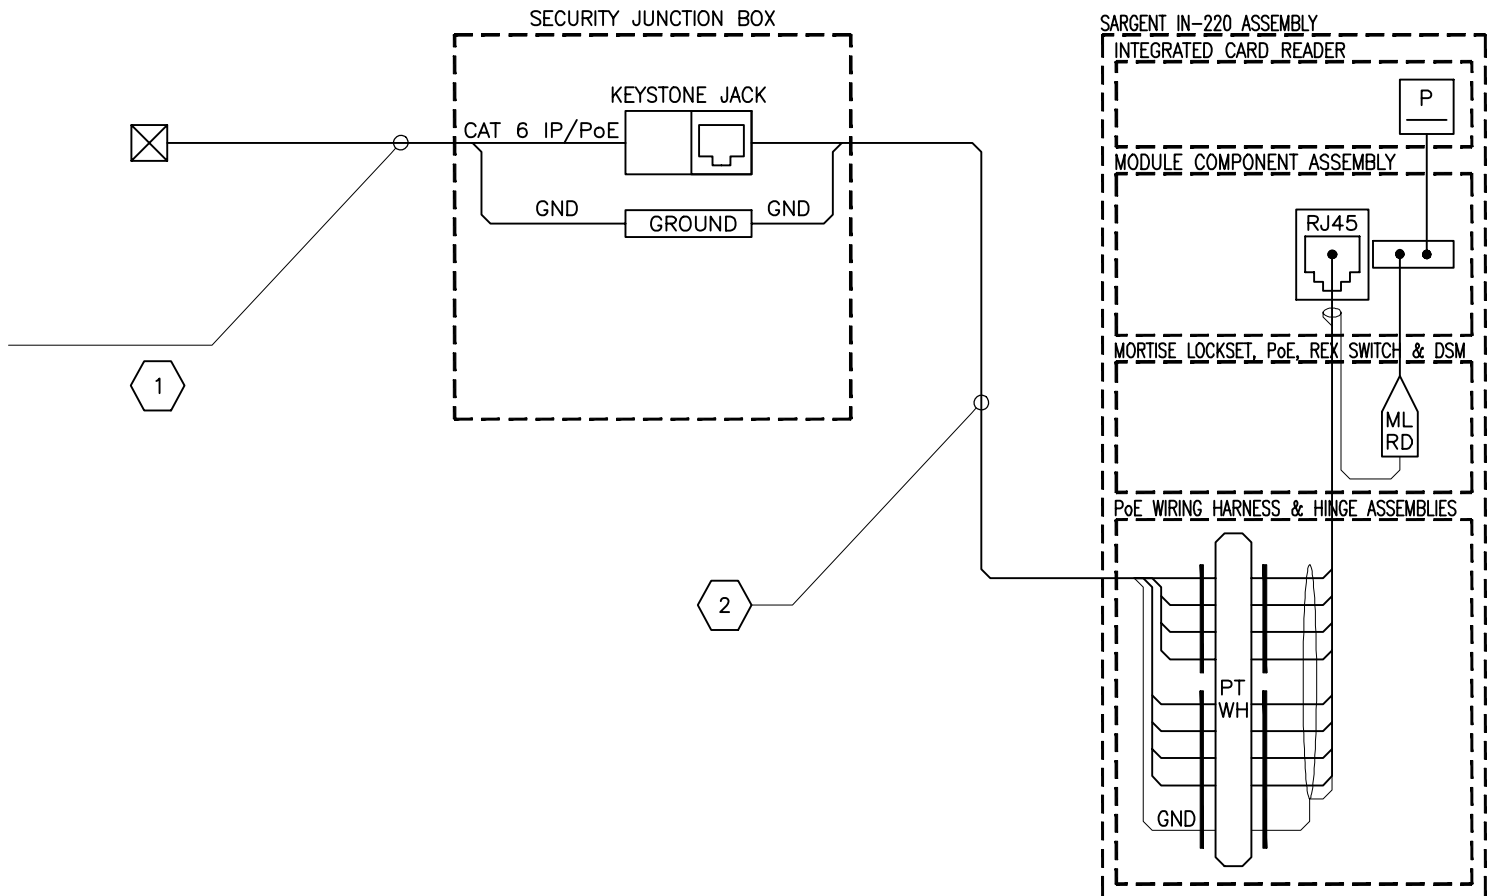 SECURITY JUNCTION BOX
KEYSTONE JACK
CAT 6 IP/PoE
GND
GROUND
GND
1
2
SARGENT IN-220 ASSEMBLY
INTEGRATED CARD READER
P
MODULE COMPONENT ASSEMBLY
RJ45
MORTISE LOCKSET, PoE, REX SWITCH & DSM
ML
RD
PoE WIRING HARNESS & HINGE ASSEMBLIES
PT
WH
GND